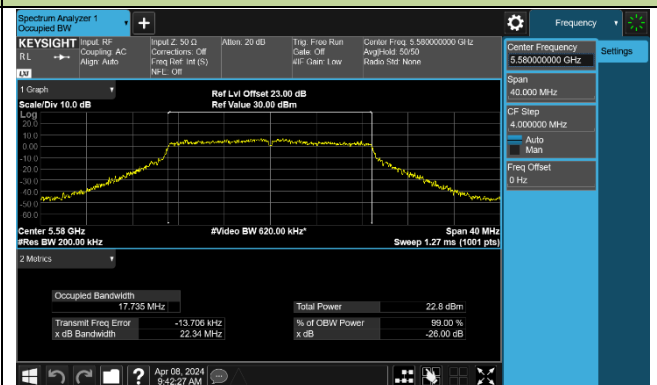 Spectrum Analyzer 1
Occupied BW
+
Frequency
KEYSIGHT
RL
LXI
Input: RF
Coupling: AC
Align: Auto
Input Z: 50 Ω
Corrections: Off
Freq Ref: Int (S)
NFE: Off
Atten: 20 dB
Trig: Free Run
Gate: Off
#IF Gain: Low
Center Freq: 5.580000000 GHz
Avg|Hold: 50/50
Radio Std: None
Center Frequency
5.580000000 GHz
Settings
Span
40.000 MHz
CF Step
4.000000 MHz
Auto
Man
Freq Offset
0 Hz
1 Graph
Scale/Div 10.0 dB
Ref Lvl Offset 23.00 dB
Ref Value 30.00 dBm
Log
20.0
10.0
0.00
-10.0
-20.0
-30.0
-40.0
-50.0
-60.0
Center 5.58 GHz
#Res BW 200.00 kHz
#Video BW 620.00 kHz*
Span 40 MHz
Sweep 1.27 ms (1001 pts)
2 Metrics
Occupied Bandwidth
17.735 MHz
Total Power 22.8 dBm
Transmit Freq Error -13.706 kHz
% of OBW Power 99.00 %
x dB Bandwidth 22.34 MHz
x dB -26.00 dB
?
Apr 08, 2024
9:42:27 AM